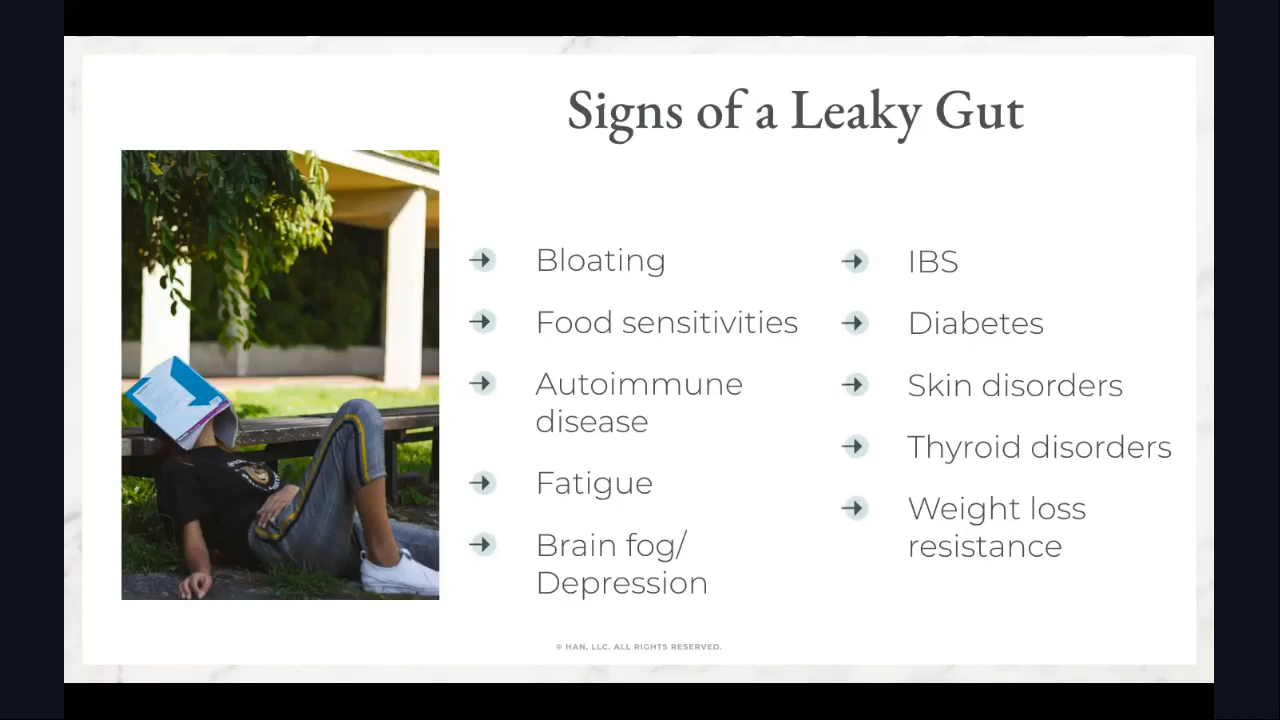 Signs of a Leaky Gut
Bloating
Food sensitivities
Autoimmune
disease
Fatigue
Brain fog/
Depression
IBS
Diabetes
Skin disorders
Thyroid disorders
Weight loss
resistance
© HAN, LLC. ALL RIGHTS RESERVED.